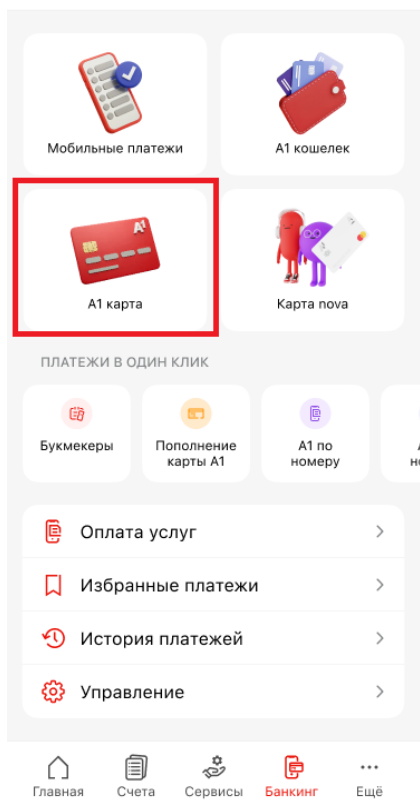 Мобильные платежи
А1 кошелек
A1
А1 карта
Карта nova
ПЛАТЕЖИ В ОДИН КЛИК
Букмекеры
Пополнение
карты А1
А1 по
номеру
Оплата услуг
Избранные платежи
История платежей
Управление
Главная
Счета
Сервисы
Банкинг
Ещё